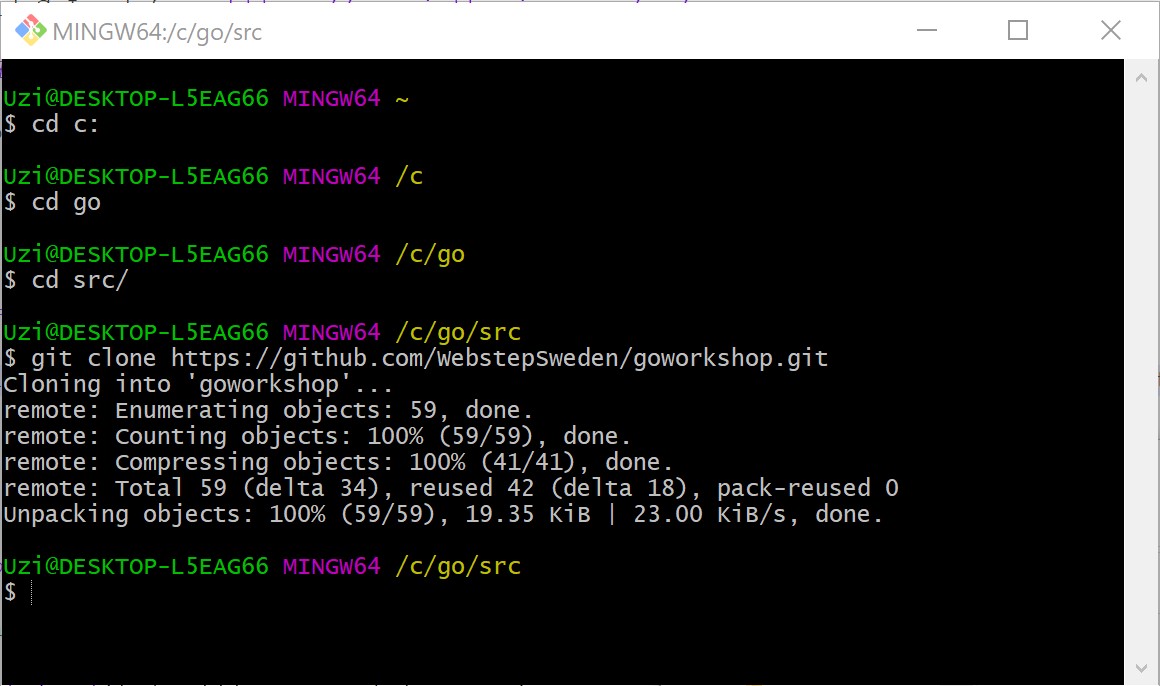 MINGW64:/c/go/src
Uzi@DESKTOP-L5EAG66 MINGW64 ~
$ cd c:
Uzi@DESKTOP-L5EAG66 MINGW64 /c
$ cd go
Uzi@DESKTOP-L5EAG66 MINGW64 /c/go
$ cd src/
Uzi@DESKTOP-L5EAG66 MINGW64 /c/go/src
$ git clone https://github.com/WebstepSweden/goworkshop.git
Cloning into 'goworkshop'...
remote: Enumerating objects: 59, done.
remote: Counting objects: 100% (59/59), done.
remote: Compressing objects: 100% (41/41), done.
remote: Total 59 (delta 34), reused 42 (delta 18), pack-reused 0
Unpacking objects: 100% (59/59), 19.35 KiB | 23.00 KiB/s, done.
Uzi@DESKTOP-L5EAG66 MINGW64 /c/go/src
$